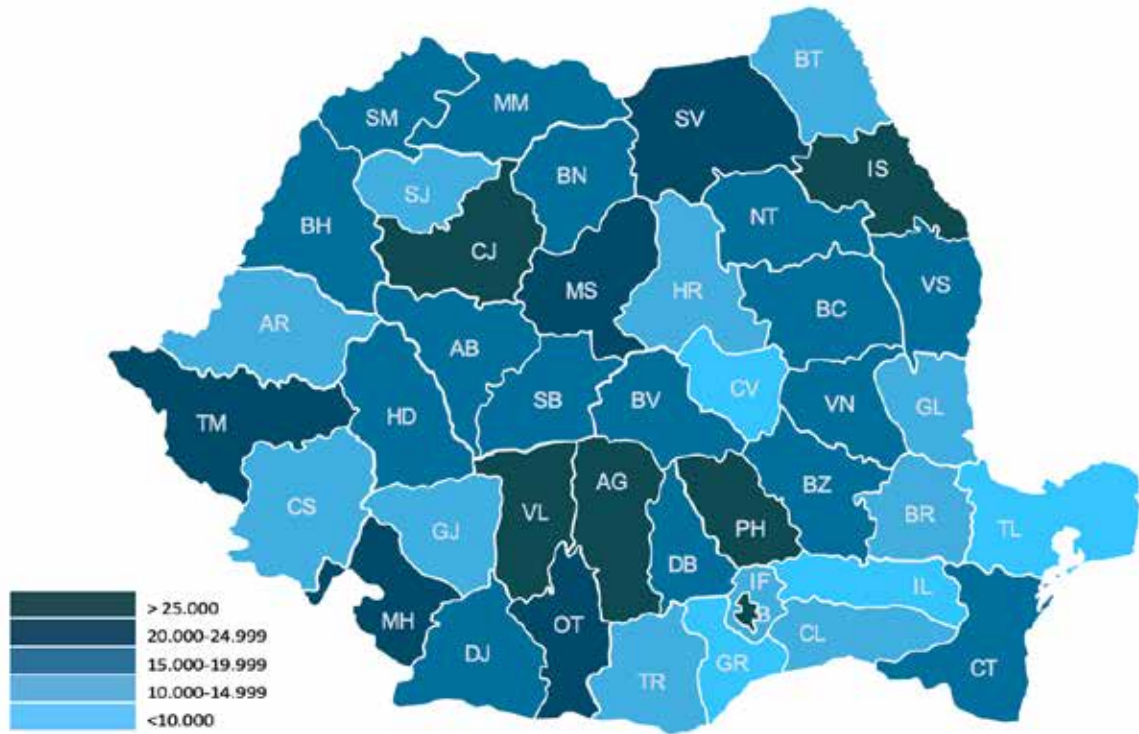 BT
SM
MM
SV
IS
SJ
BN
NT
BH
CJ
VS
MS
HR
BC
AR
AB
CV
SB
BV
VN
GL
TM
HD
AG
BZ
CS
VL
BR
GJ
PH
TL
DB
IF
IL
B
MH
OT
CL
DJ
GR
CT
TR
> 25.000
20.000-24.999
15.000-19.999
10.000-14.999
<10.000